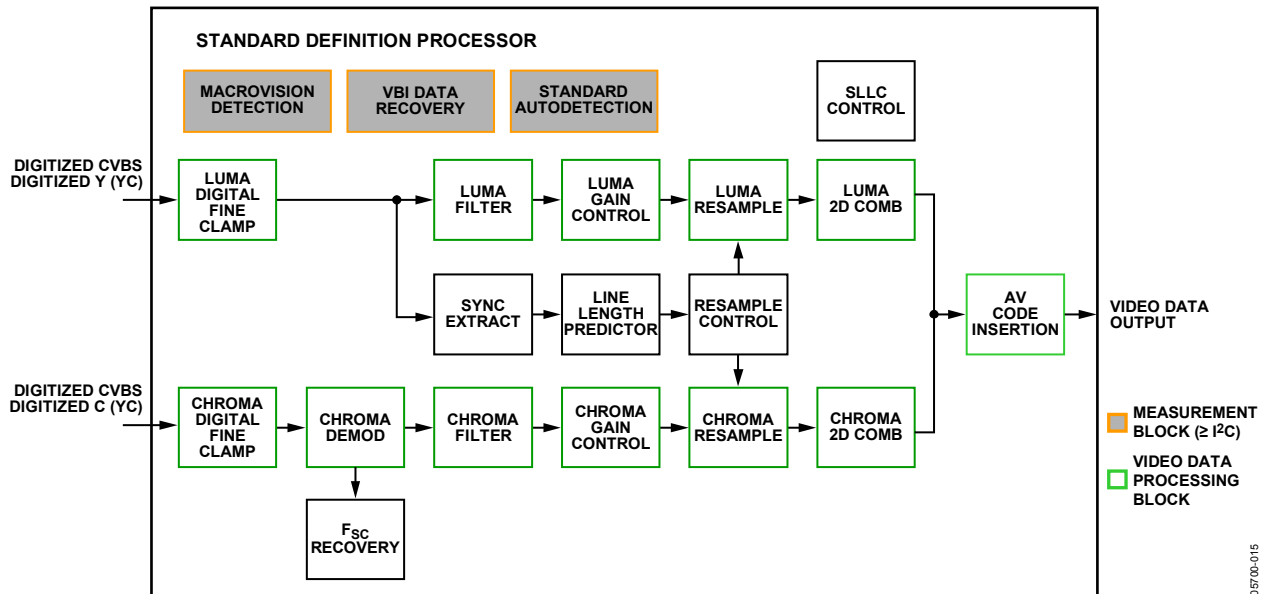 STANDARD DEFINITION PROCESSOR
MACROVISION
DETECTION
VBI DATA
RECOVERY
STANDARD
AUTODETECTION
SLLC
CONTROL
DIGITIZED CVBS
DIGITIZED Y (YC)
LUMA
DIGITAL
FINE
CLAMP
LUMA
FILTER
LUMA
GAIN
CONTROL
LUMA
RESAMPLE
LUMA
2D COMB
SYNC
EXTRACT
LINE
LENGTH
PREDICTOR
RESAMPLE
CONTROL
AV
CODE
INSERTION
VIDEO DATA
OUTPUT
DIGITIZED CVBS
DIGITIZED C (YC)
CHROMA
DIGITAL
FINE
CLAMP
CHROMA
DEMOD
CHROMA
FILTER
CHROMA
GAIN
CONTROL
CHROMA
RESAMPLE
CHROMA
2D COMB
FSC
RECOVERY
MEASUREMENT
BLOCK (≥ I²C)
VIDEO DATA
PROCESSING
BLOCK
05700-015